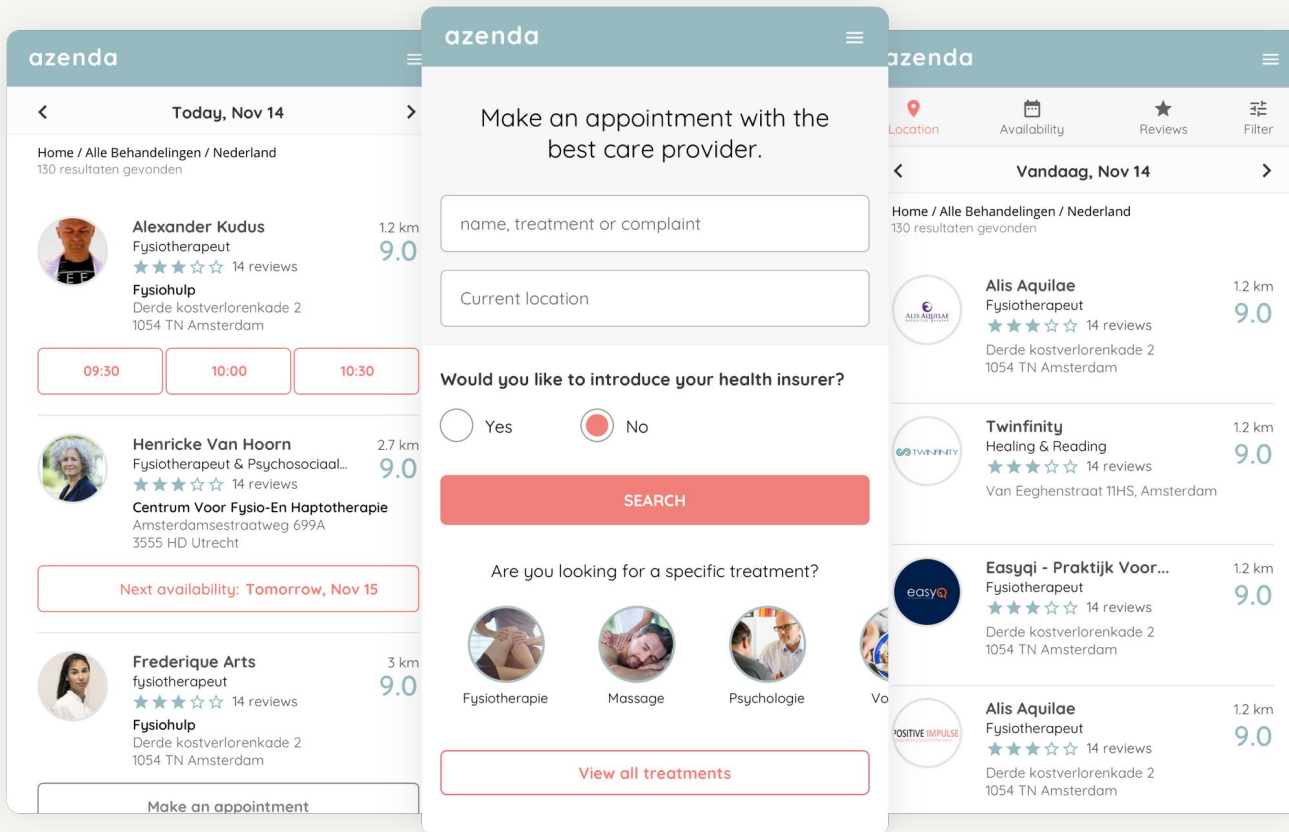 azenda
Today, Nov 14
Home / Alle Behandelingen / Nederland
130 resultaten gevonden
Alexander Kudus
1.2 km
Fysiotherapeut
9.0
14 reviews
Fysiohulp
Derde kostverlorenkade 2
1054 TN Amsterdam
09:30
10:00
10:30
Henricke Van Hoorn
2.7 km
Fysiotherapeut & Psychosociaal...
9.0
14 reviews
Centrum Voor Fysio-En Haptotherapie
Amsterdamsestraatweg 699A
3555 HD Utrecht
Next availability: Tomorrow, Nov 15
Frederique Arts
3 km
fysiotherapeut
9.0
14 reviews
Fysiohulp
Derde kostverlorenkade 2
1054 TN Amsterdam
Make an appointment
azenda
Make an appointment with the
best care provider.
name, treatment or complaint
Current location
Would you like to introduce your health insurer?
Yes
No
SEARCH
Are you looking for a specific treatment?
Fysiotherapie
Massage
Psychologie
Vo
View all treatments
azenda
Location
Availability
Reviews
Filter
Vandaag, Nov 14
Home / Alle Behandelingen / Nederland
130 resultaten gevonden
ALIS AQUILAE
Alis Aquilae
1.2 km
Fysiotherapeut
9.0
14 reviews
Derde kostverlorenkade 2
1054 TN Amsterdam
TWINFINITY
Twinfinity
1.2 km
Healing & Reading
9.0
14 reviews
Van Eeghenstraat 11HS, Amsterdam
easyQ
Easyqi - Praktijk Voor...
1.2 km
Fysiotherapeut
9.0
14 reviews
Derde kostverlorenkade 2
1054 TN Amsterdam
POSITIVE IMPULSE
Alis Aquilae
1.2 km
Fysiotherapeut
9.0
14 reviews
Derde kostverlorenkade 2
1054 TN Amsterdam